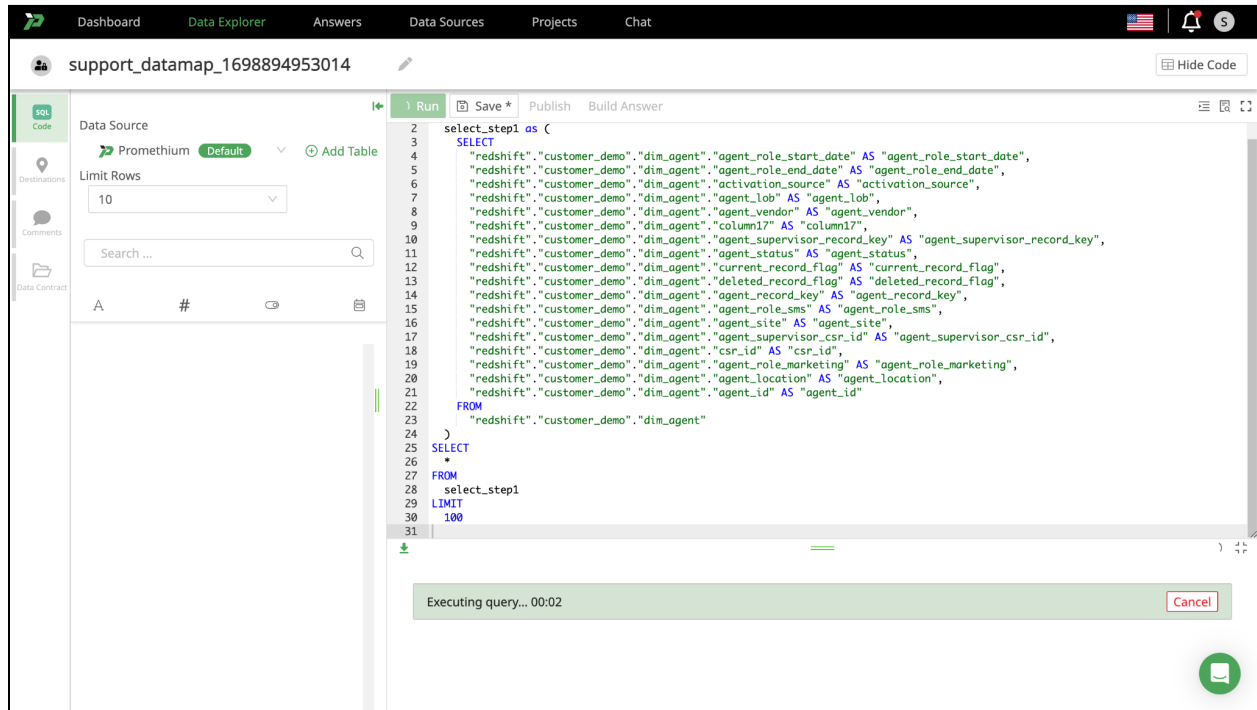 Dashboard Data Explorer Answers Data Sources Projects Chat S
support_datamap_1698894953014 Hide Code
SQL
Code
Destinations
Comments
Data Contract
Data Source
Promethium Default Add Table
Limit Rows
10
Search ...
A #
Run Save * Publish Build Answer
2 select_step1 as (
3 SELECT
4 "redshift"."customer_demo"."dim_agent"."agent_role_start_date" AS "agent_role_start_date",
5 "redshift"."customer_demo"."dim_agent"."agent_role_end_date" AS "agent_role_end_date",
6 "redshift"."customer_demo"."dim_agent"."activation_source" AS "activation_source",
7 "redshift"."customer_demo"."dim_agent"."agent_lob" AS "agent_lob",
8 "redshift"."customer_demo"."dim_agent"."agent_vendor" AS "agent_vendor",
9 "redshift"."customer_demo"."dim_agent"."column17" AS "column17",
10 "redshift"."customer_demo"."dim_agent"."agent_supervisor_record_key" AS "agent_supervisor_record_key",
11 "redshift"."customer_demo"."dim_agent"."agent_status" AS "agent_status",
12 "redshift"."customer_demo"."dim_agent"."current_record_flag" AS "current_record_flag",
13 "redshift"."customer_demo"."dim_agent"."deleted_record_flag" AS "deleted_record_flag",
14 "redshift"."customer_demo"."dim_agent"."agent_record_key" AS "agent_record_key",
15 "redshift"."customer_demo"."dim_agent"."agent_role_sms" AS "agent_role_sms",
16 "redshift"."customer_demo"."dim_agent"."agent_site" AS "agent_site",
17 "redshift"."customer_demo"."dim_agent"."agent_supervisor_csr_id" AS "agent_supervisor_csr_id",
18 "redshift"."customer_demo"."dim_agent"."csr_id" AS "csr_id",
19 "redshift"."customer_demo"."dim_agent"."agent_role_marketing" AS "agent_role_marketing",
20 "redshift"."customer_demo"."dim_agent"."agent_location" AS "agent_location",
21 "redshift"."customer_demo"."dim_agent"."agent_id" AS "agent_id"
22 FROM
23 "redshift"."customer_demo"."dim_agent"
24 )
25 SELECT
26 *
27 FROM
28 select_step1
29 LIMIT
30 100
31
Executing query... 00:02 Cancel